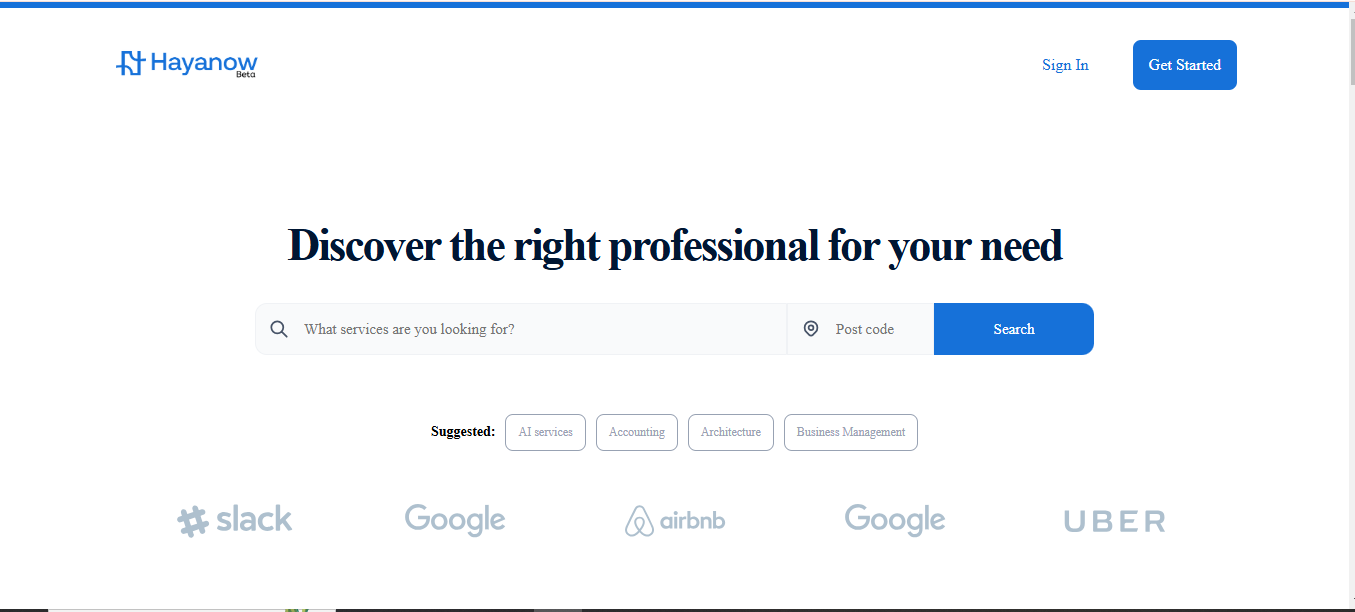 Hayanow
Beta
Sign In
Get Started
Discover the right professional for your need
What services are you looking for?
Post code
Search
Suggested:
AI services
Accounting
Architecture
Business Management
slack
Google
airbnb
Google
UBER